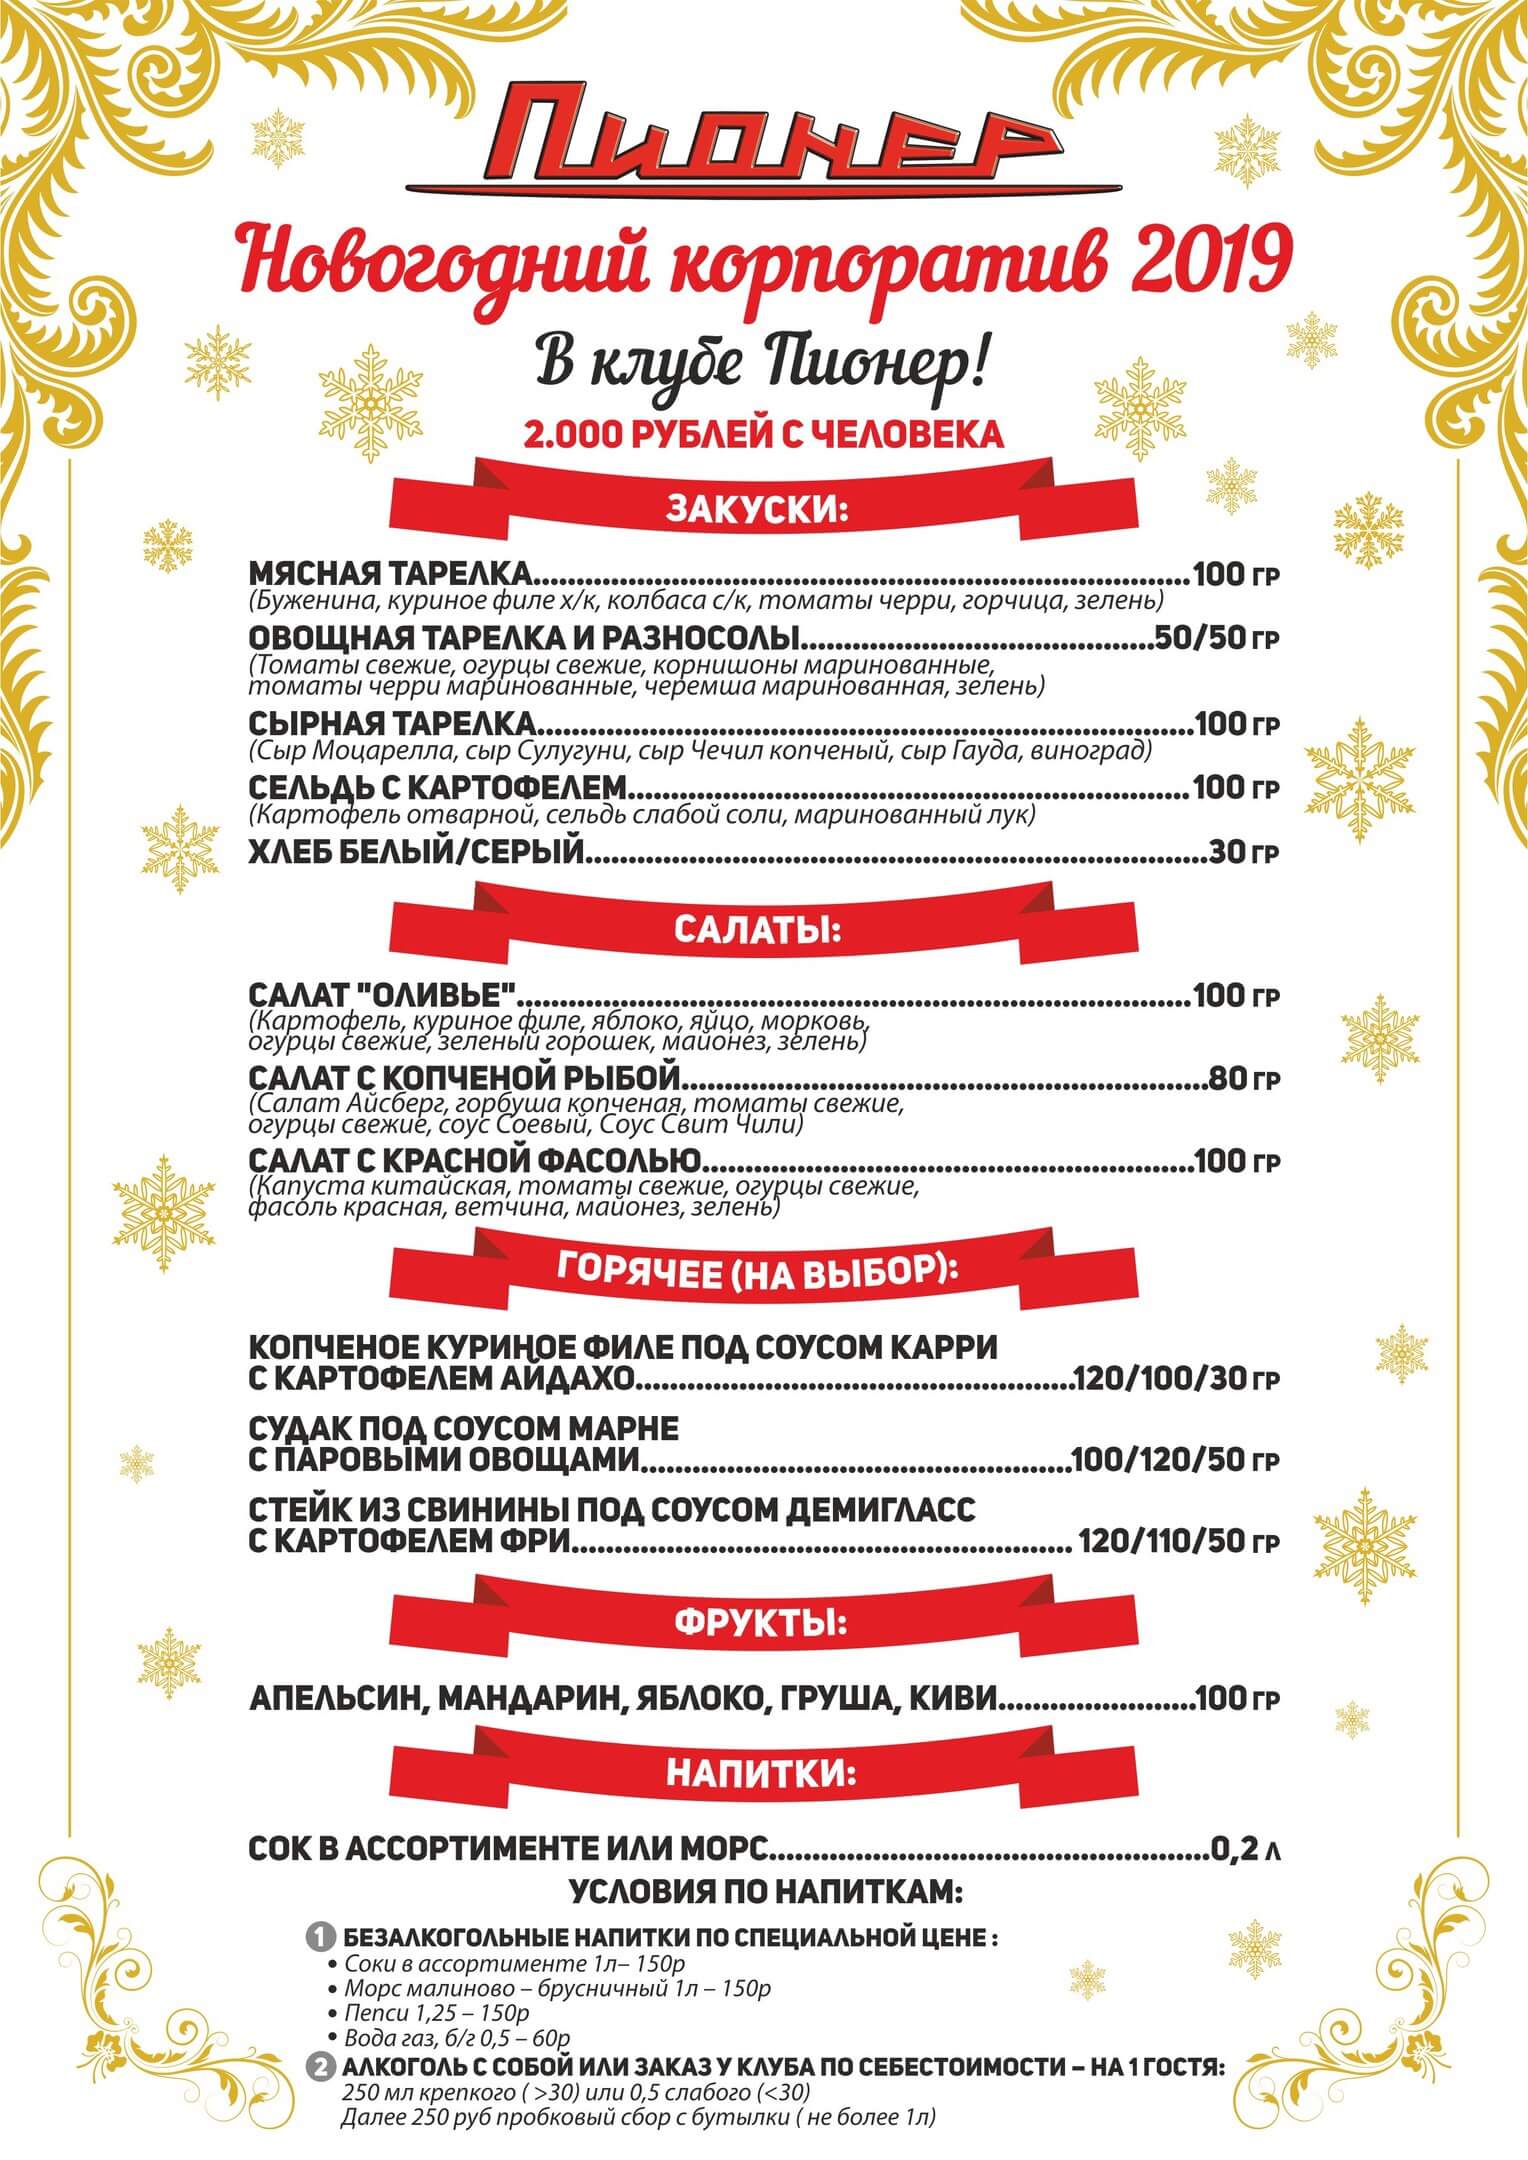 Пионер
Новогодний корпоратив 2019
В клубе Пионер!
2.000 РУБЛЕЙ С ЧЕЛОВЕКА
ЗАКУСКИ:
МЯСНАЯ ТАРЕЛКА....................100 ГР
(Буженина, куриное филе х/к, колбаса с/к, томаты черри, горчица, зелень)
ОВОЩНАЯ ТАРЕЛКА И РАЗНОСОЛЫ....................50/50 ГР
(Томаты свежие, огурцы свежие, корнишоны маринованные,
томаты черри маринованные, черемша маринованная, зелень)
СЫРНАЯ ТАРЕЛКА....................100 ГР
(Сыр Моцарелла, сыр Сулугуни, сыр Чечил копченый, сыр Гауда, виноград)
СЕЛЬДЬ С КАРТОФЕЛЕМ....................100 ГР
(Картофель отварной, сельдь слабой соли, маринованный лук)
ХЛЕБ БЕЛЫЙ/СЕРЫЙ....................30 ГР
САЛАТЫ:
САЛАТ "ОЛИВЬЕ"....................100 ГР
(Картофель, куриное филе, яблоко, яйцо, морковь,
огурцы свежие, зеленый горошек, майонез, зелень)
САЛАТ С КОПЧЕНОЙ РЫБОЙ....................80 ГР
(Салат Айсберг, горбуша копченая, томаты свежие,
огурцы свежие, соус Соевый, Соус Свит Чили)
САЛАТ С КРАСНОЙ ФАСОЛЬЮ....................100 ГР
(Капуста китайская, томаты свежие, огурцы свежие,
фасоль красная, ветчина, майонез, зелень)
ГОРЯЧЕЕ (НА ВЫБОР):
КОПЧЕНОЕ КУРИНОЕ ФИЛЕ ПОД СОУСОМ КАРРИ
С КАРТОФЕЛЕМ АЙДАХО....................120/100/30 ГР
СУДАК ПОД СОУСОМ МАРНЕ
С ПАРОВЫМИ ОВОЩАМИ....................100/120/50 ГР
СТЕЙК ИЗ СВИНИНЫ ПОД СОУСОМ ДЕМИГЛАСС
С КАРТОФЕЛЕМ ФРИ.................... 120/110/50 ГР
ФРУКТЫ:
АПЕЛЬСИН, МАНДАРИН, ЯБЛОКО, ГРУША, КИВИ....................100 ГР
НАПИТКИ:
СОК В АССОРТИМЕНТЕ ИЛИ МОРС....................0,2 Л
УСЛОВИЯ ПО НАПИТКАМ:
1 БЕЗАЛКОГОЛЬНЫЕ НАПИТКИ ПО СПЕЦИАЛЬНОЙ ЦЕНЕ :
• Соки в ассортименте 1л– 150р
• Морс малиново – брусничный 1л – 150р
• Пепси 1,25 – 150р
• Вода газ, б/г 0,5 – 60р
2 АЛКОГОЛЬ С СОБОЙ ИЛИ ЗАКАЗ У КЛУБА ПО СЕБЕСТОИМОСТИ – НА 1 ГОСТЯ:
250 мл крепкого ( >30) или 0,5 слабого (<30)
Далее 250 руб пробковый сбор с бутылки ( не более 1л)